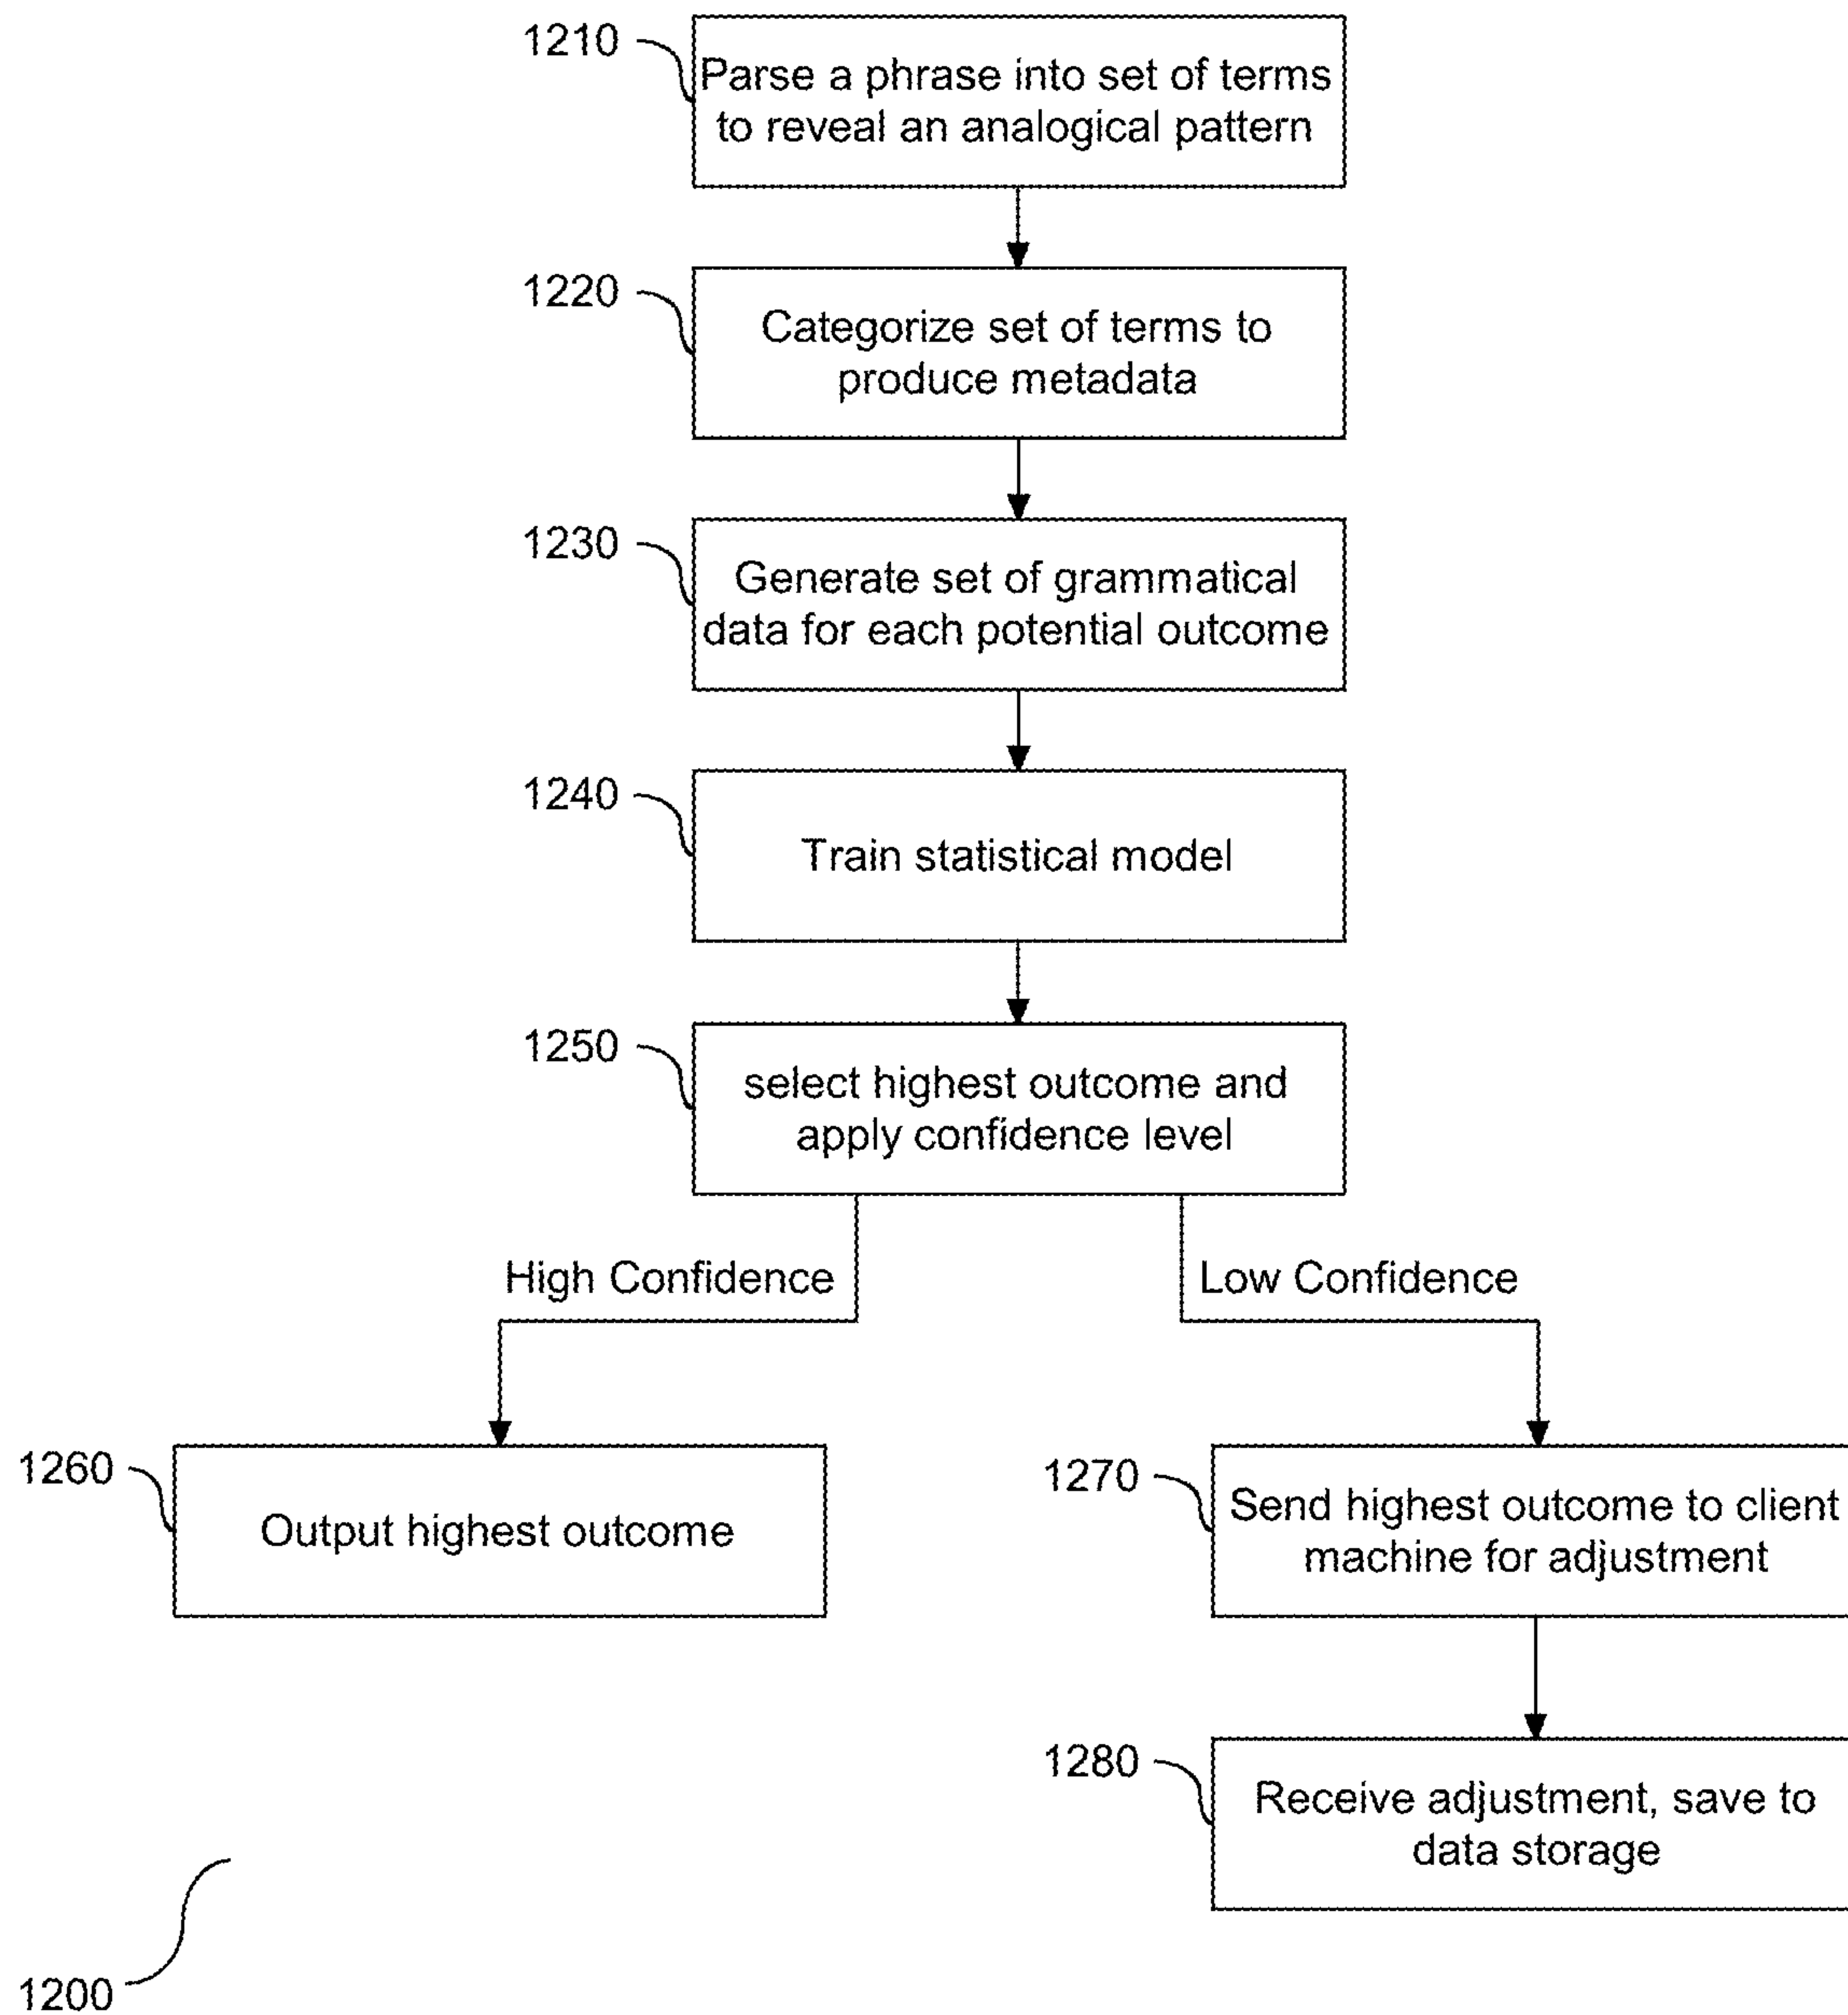 1210
Parse a phrase into set of terms
to reveal an analogical pattern
1220
Categorize set of terms to
produce metadata
1230
Generate set of grammatical
data for each potential outcome
1240
Train statistical model
1250
select highest outcome and
apply confidence level
High Confidence
Low Confidence
1260
Output highest outcome
1270
Send highest outcome to client
machine for adjustment
1280
Receive adjustment, save to
data storage
1200